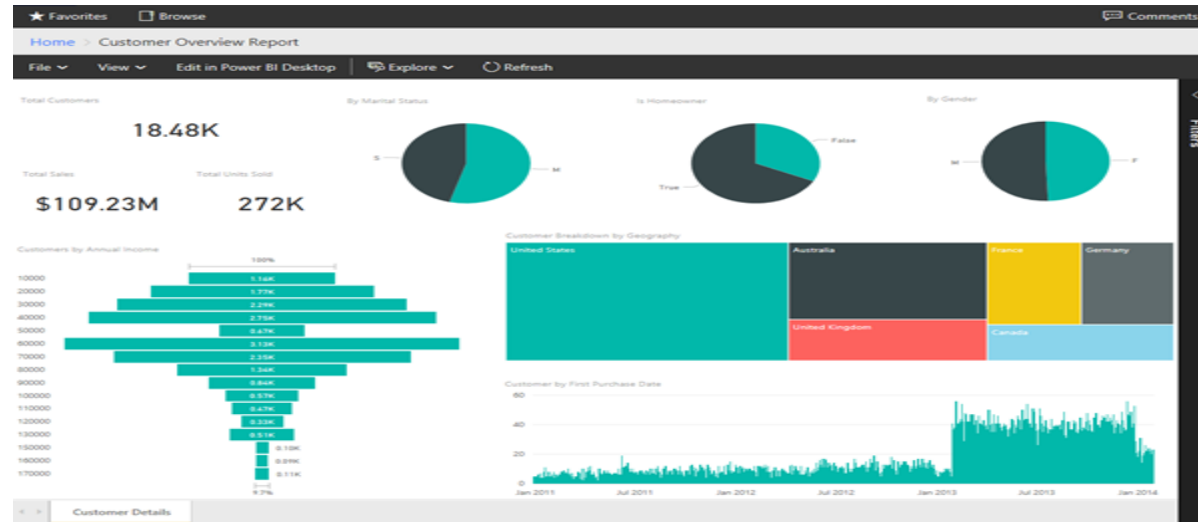 Favorites Browse Comments
Home > Customer Overview Report
File View Edit in Power BI Desktop Explore Refresh
Filters
Total Customers
18.48K
Total Sales Total Units Sold
$109.23M 272K
By Marital Status
S M
Is Homeowner
False
True
By Gender
M F
Customers by Annual Income
100%
10000 1.14K
20000 1.77K
30000 2.29K
40000 2.75K
50000 0.67K
60000 3.13K
70000 2.35K
80000 1.34K
90000 0.84K
100000 0.57K
110000 0.47K
120000 0.33K
130000 0.51K
150000 0.10K
160000 0.09K
170000 0.11K
9.7%
Customer Breakdown by Geography
United States Australia France Germany
United Kingdom Canada
Customer by First Purchase Date
60
40
20
0
Jan 2011 Jul 2011 Jan 2012 Jul 2012 Jan 2013 Jul 2013 Jan 2014
Customer Details